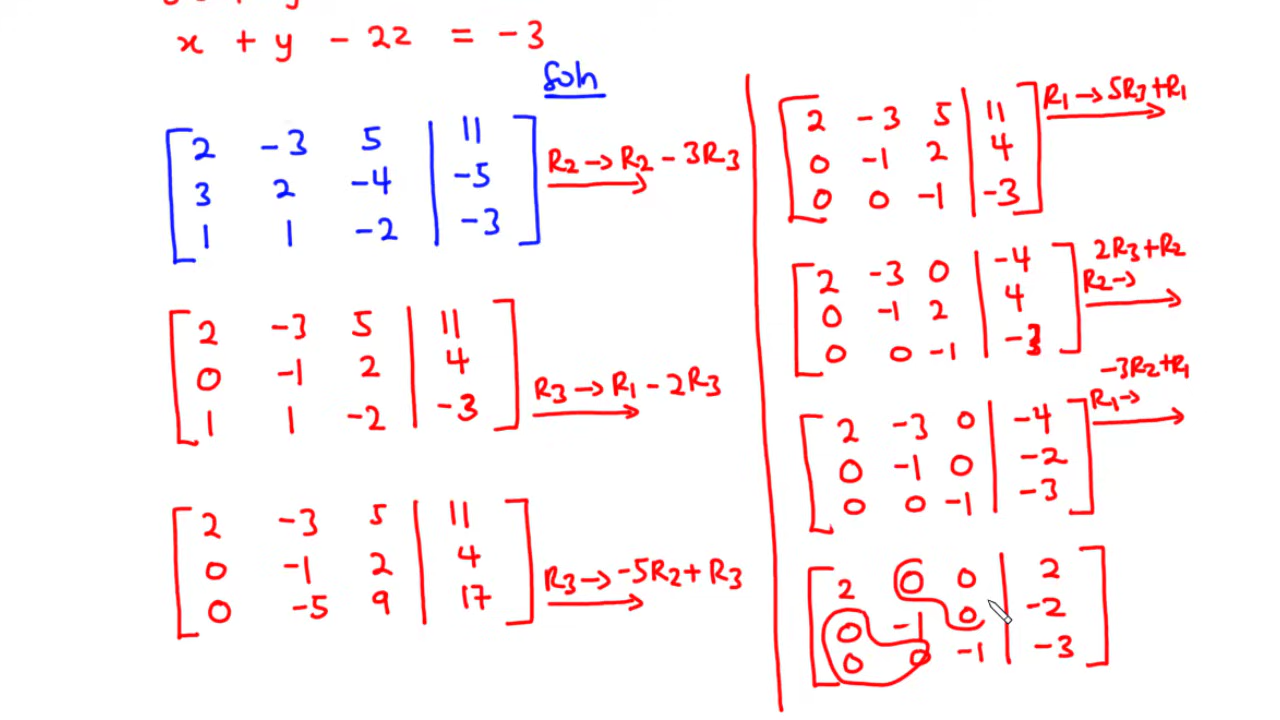 x + y - 2z = -3
Soln
2 -3 5 | 11
3 2 -4 | -5
1 1 -2 | -3
R2 → R2 - 3R3
2 -3 5 | 11
0 -1 2 | 4
1 1 -2 | -3
R3 → R1 - 2R3
2 -3 5 | 11
0 -1 2 | 4
0 -5 9 | 17
R3 → -5R2 + R3
2 -3 5 | 11
0 -1 2 | 4
0 0 -1 | -3
R1 → 5R3 + R1
2 -3 0 | -4
0 -1 2 | 4
0 0 -1 | -3
R2 → 2R3 + R2
2 -3 0 | -4
0 -1 0 | -2
0 0 -1 | -3
R1 → -3R2 + R1
2 0 0 | 2
0 -1 0 | -2
0 0 -1 | -3